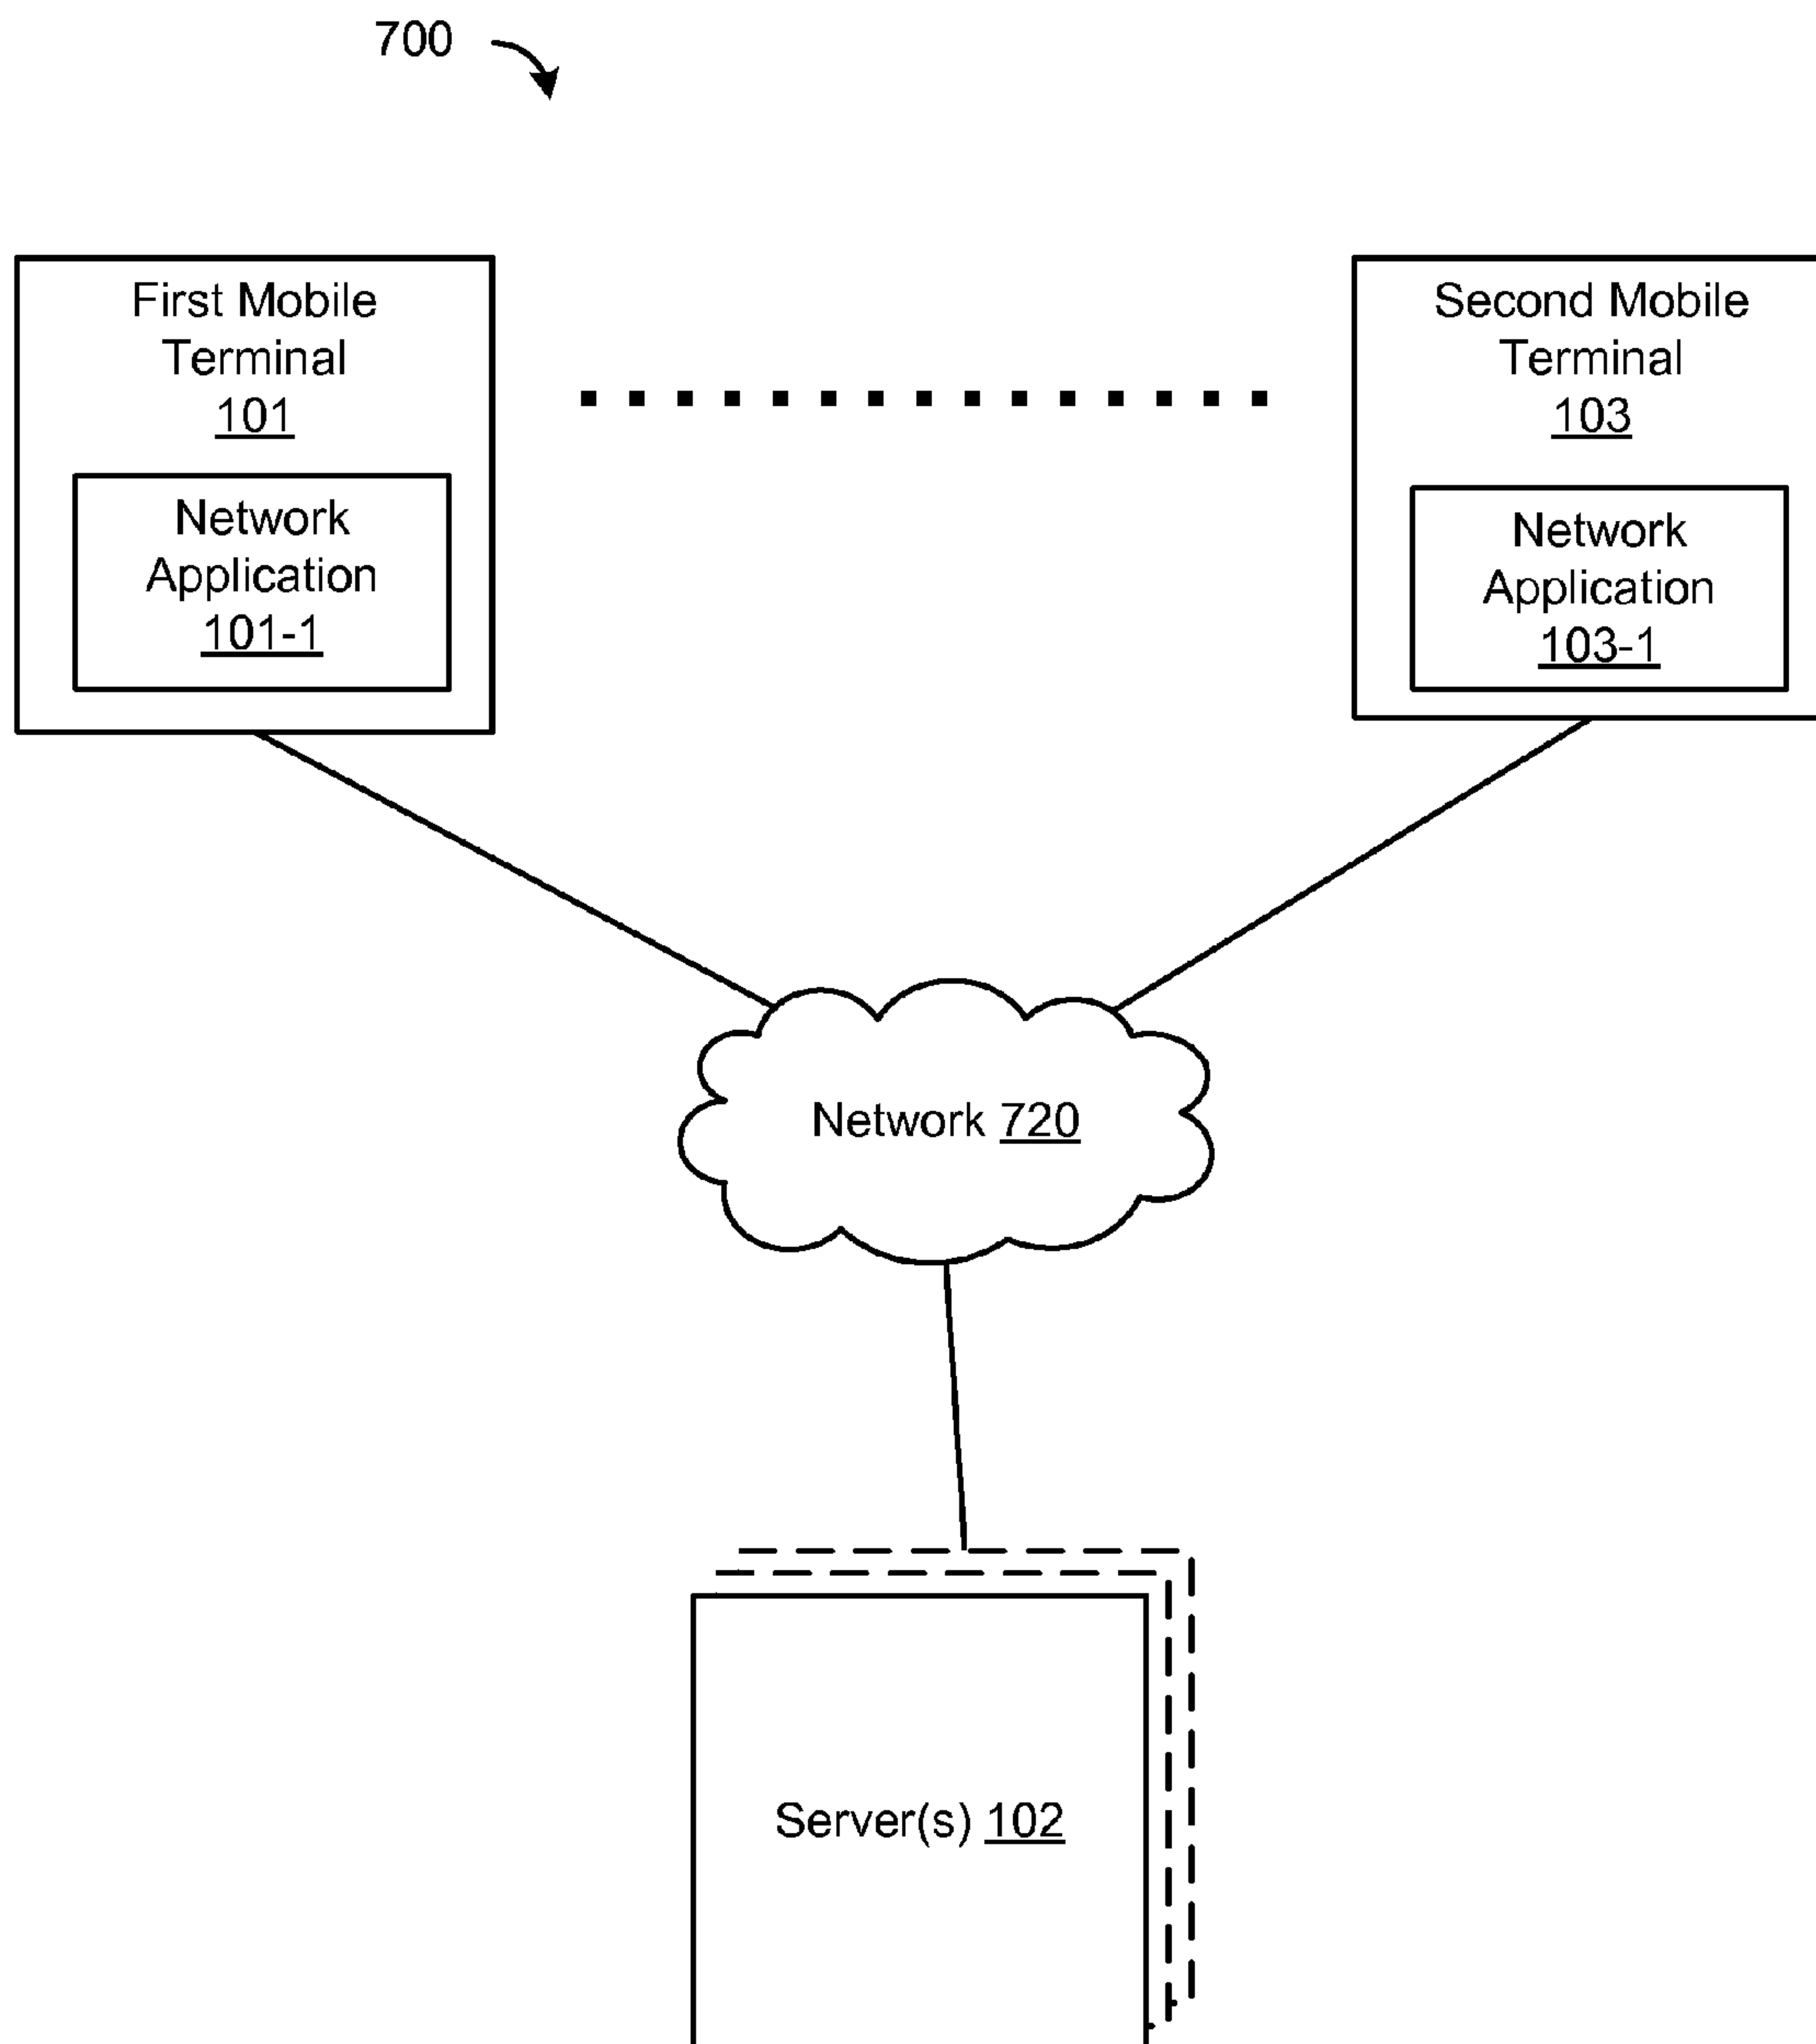 700
First Mobile
Terminal
101
Network
Application
101-1
Second Mobile
Terminal
103
Network
Application
103-1
Network 720
Server(s) 102